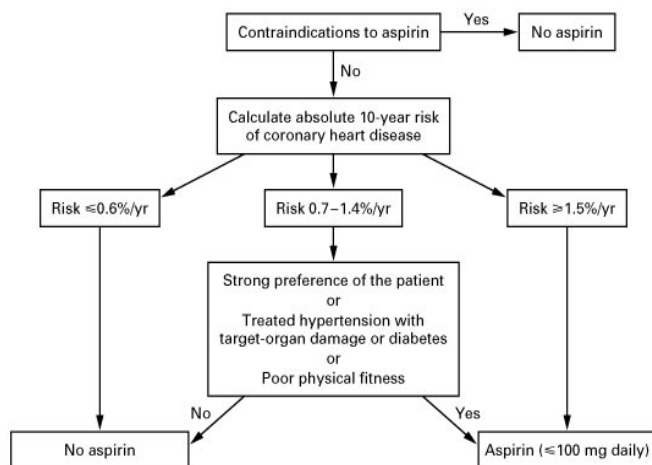 Contraindications to aspirin
Yes
No aspirin
No
Calculate absolute 10-year risk
of coronary heart disease
Risk ≤0.6%/yr
Risk 0.7–1.4%/yr
Risk ≥1.5%/yr
Strong preference of the patient
or
Treated hypertension with
target-organ damage or diabetes
or
Poor physical fitness
No
Yes
No aspirin
Aspirin (≤100 mg daily)